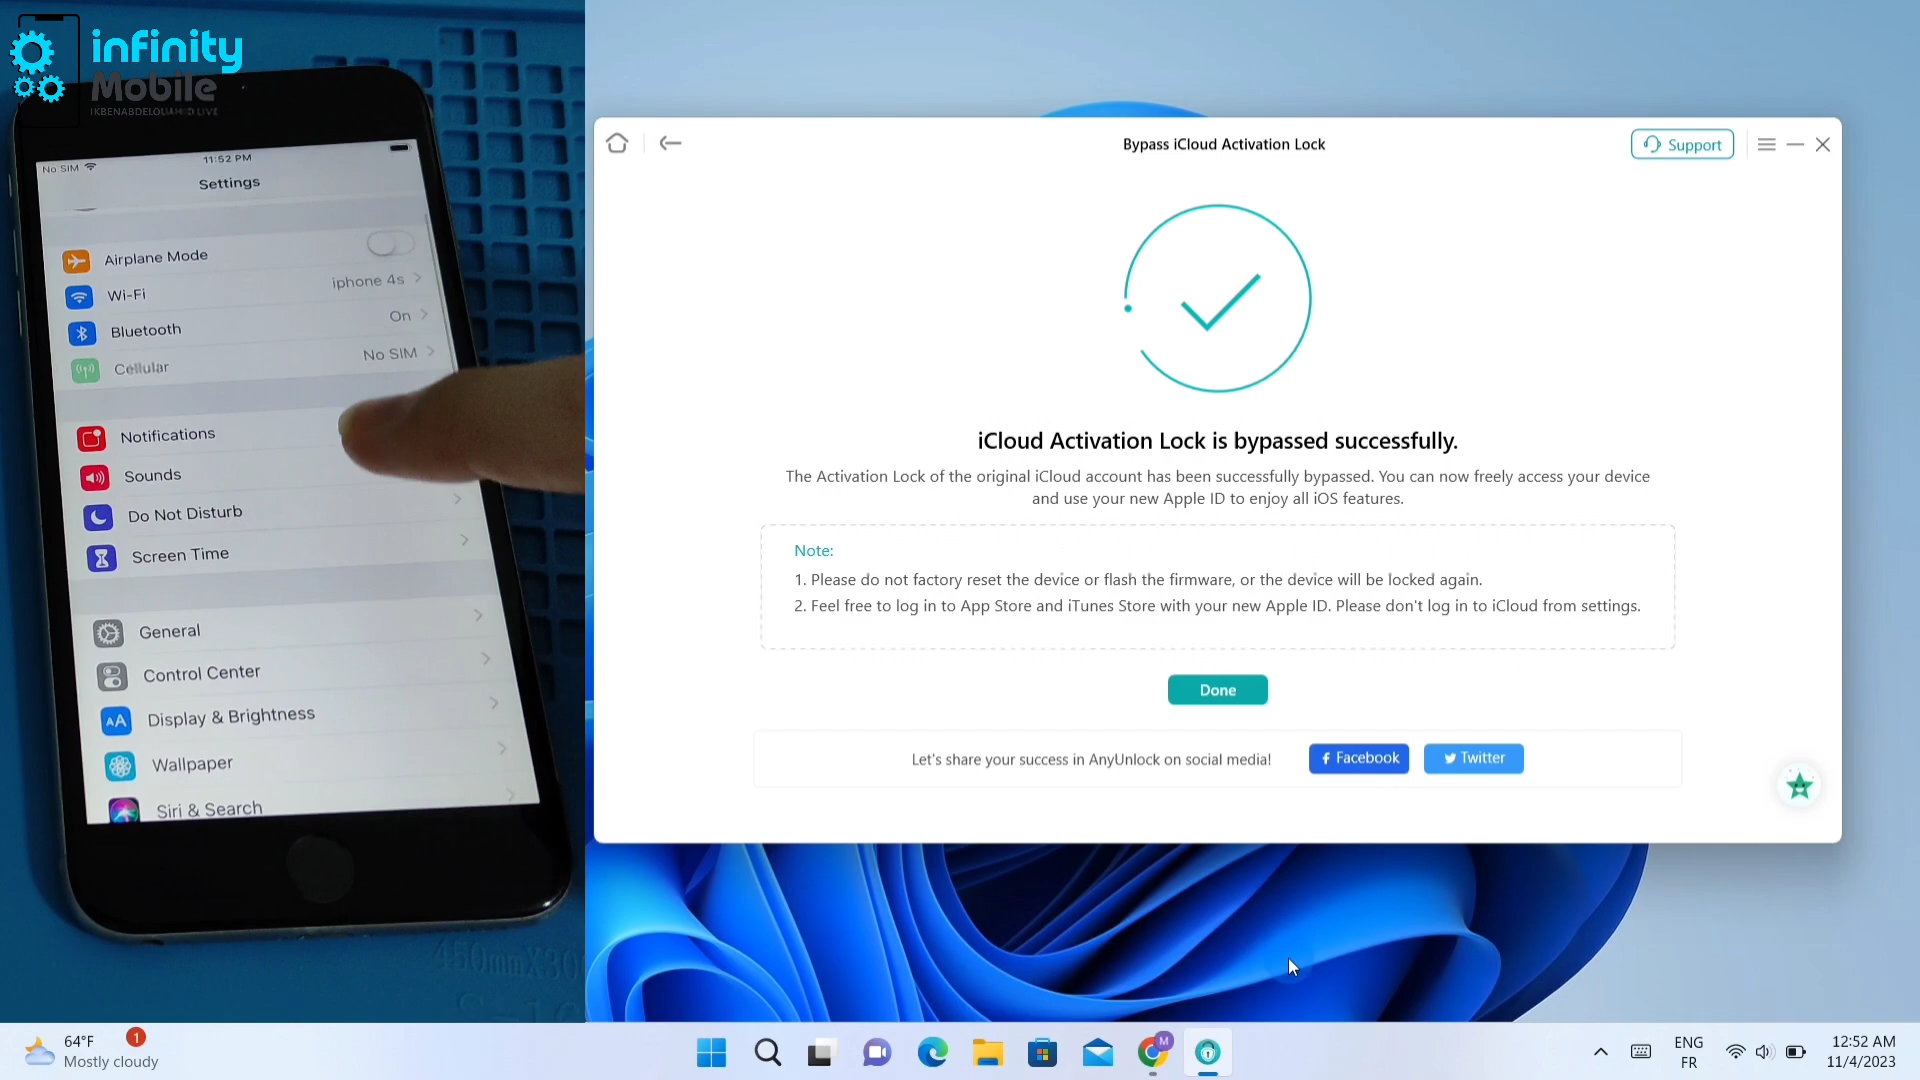 infinity
Mobile
No SIM
11:52 PM
Settings
Airplane Mode
Wi-Fi
iphone 4s
Bluetooth
On
Cellular
No SIM
Notifications
Sounds
Do Not Disturb
Screen Time
General
Control Center
AA
Display & Brightness
Wallpaper
Siri & Search
Bypass iCloud Activation Lock
Support
iCloud Activation Lock is bypassed successfully.
The Activation Lock of the original iCloud account has been successfully bypassed. You can now freely access your device
and use your new Apple ID to enjoy all iOS features.
Note:
1. Please do not factory reset the device or flash the firmware, or the device will be locked again.
2. Feel free to log in to App Store and iTunes Store with your new Apple ID. Please don't log in to iCloud from settings.
Done
Let's share your success in AnyUnlock on social media!
f Facebook
Twitter
64°F
1
Mostly cloudy
M
ENG
FR
12:52 AM
11/4/2023